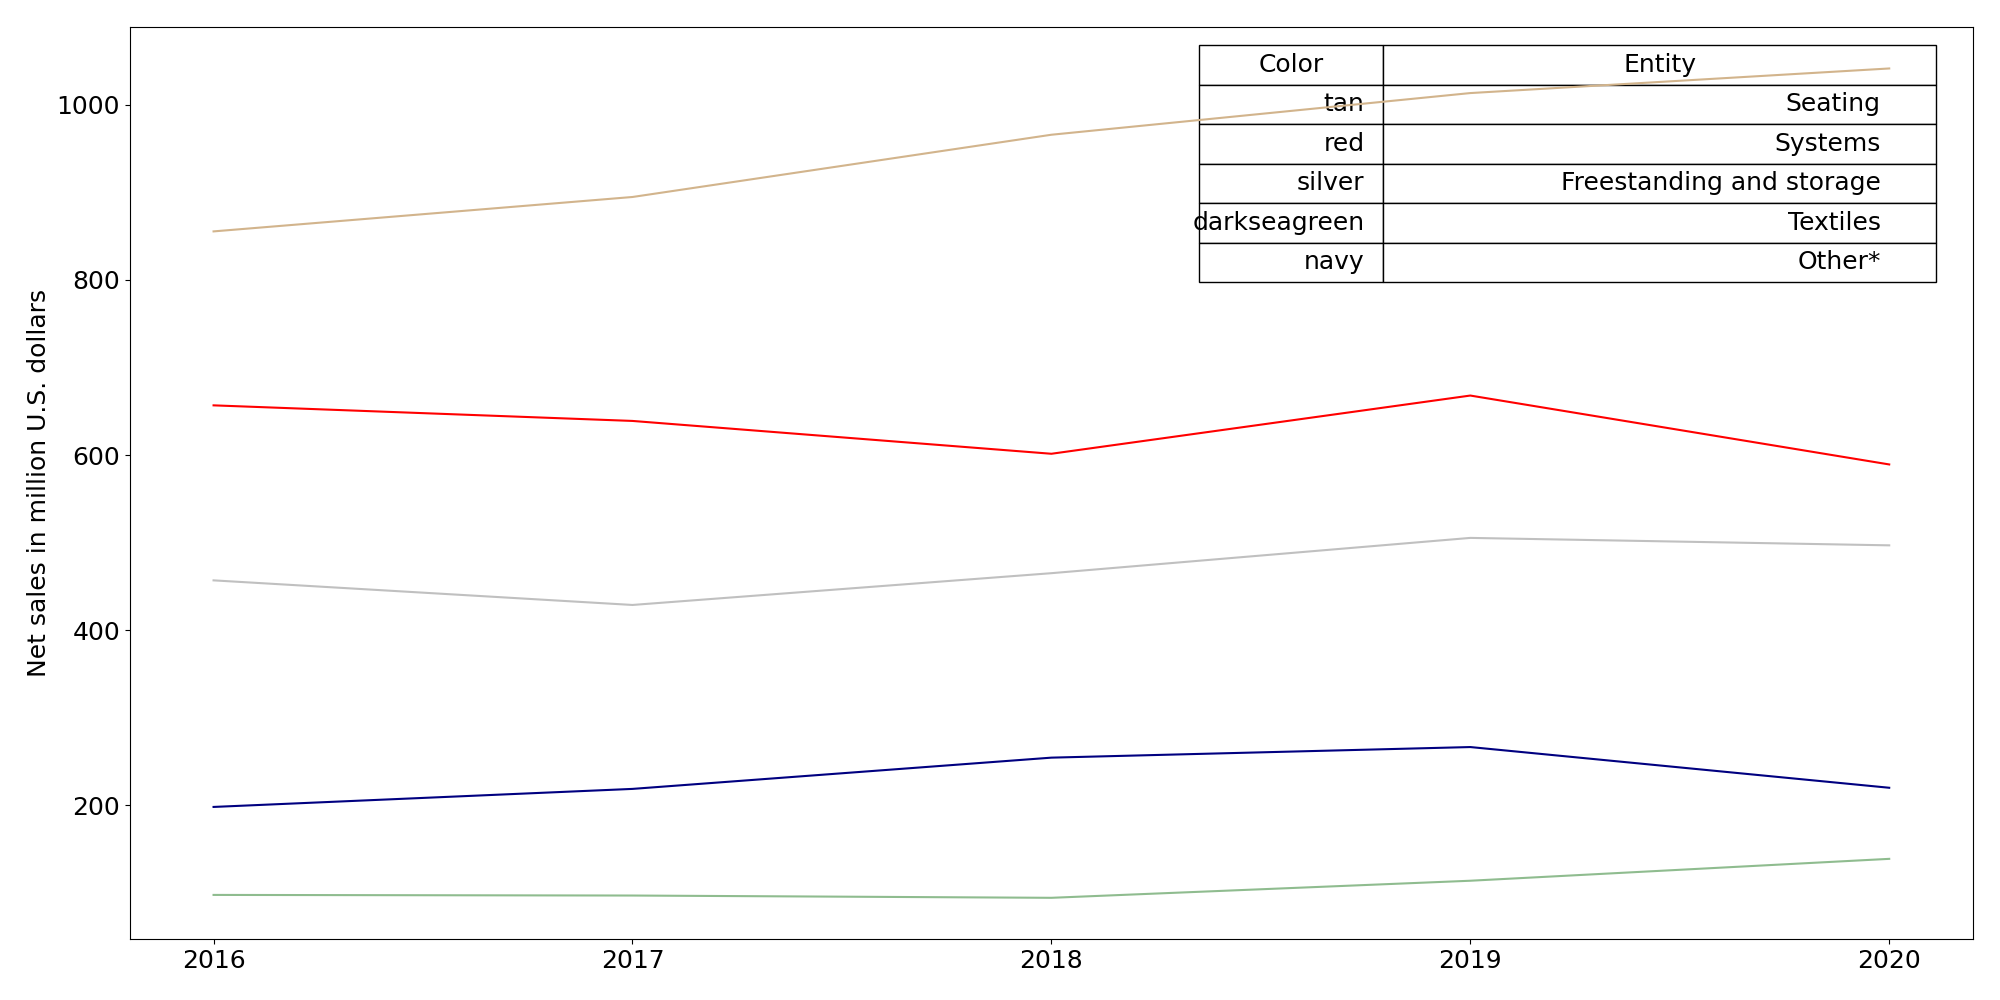 Color Entity
tan Seating
red Systems
silver Freestanding and storage
darkseagreen Textiles
navy Other*
1000
800
600
400
200
Net sales in million U.S. dollars
2016 2017 2018 2019 2020